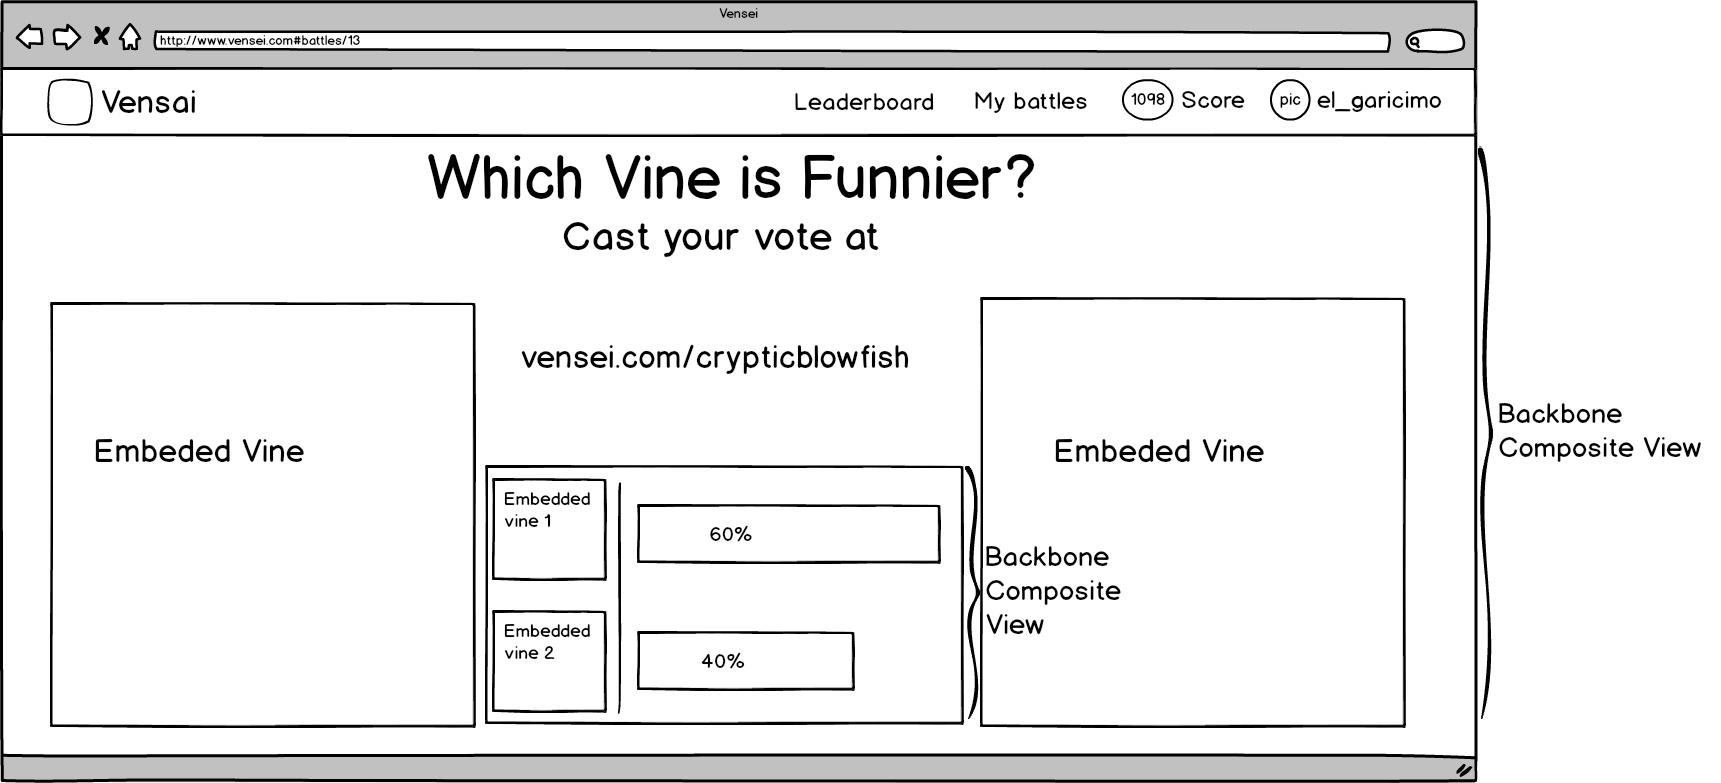 Vensei
http://www.vensei.com#battles/13
Vensai
Leaderboard
My battles
1098
Score
pic
el_garicimo
Which Vine is Funnier?
Cast your vote at
vensei.com/crypticblowfish
Embeded Vine
Embedded
vine 1
60%
Embedded
vine 2
40%
Backbone
Composite
View
Embeded Vine
Backbone
Composite View